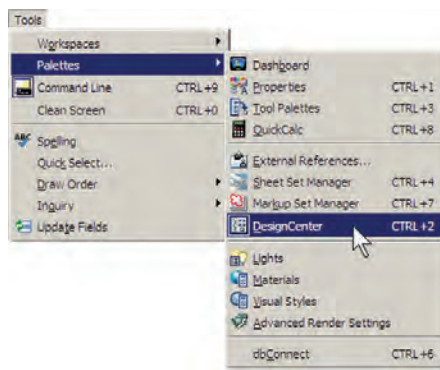 Tools
Workspaces
Palettes
Command Line CTRL+9
Clean Screen CTRL+0
ABC Spelling
Quick Select...
Draw Order
Inquiry
Update Fields
Dashboard
Properties CTRL+1
Tool Palettes CTRL+3
QuickCalc CTRL+8
External References...
Sheet Set Manager CTRL+4
Markup Set Manager CTRL+7
DesignCenter CTRL+2
Lights
Materials
Visual Styles
Advanced Render Settings
dbConnect CTRL+6